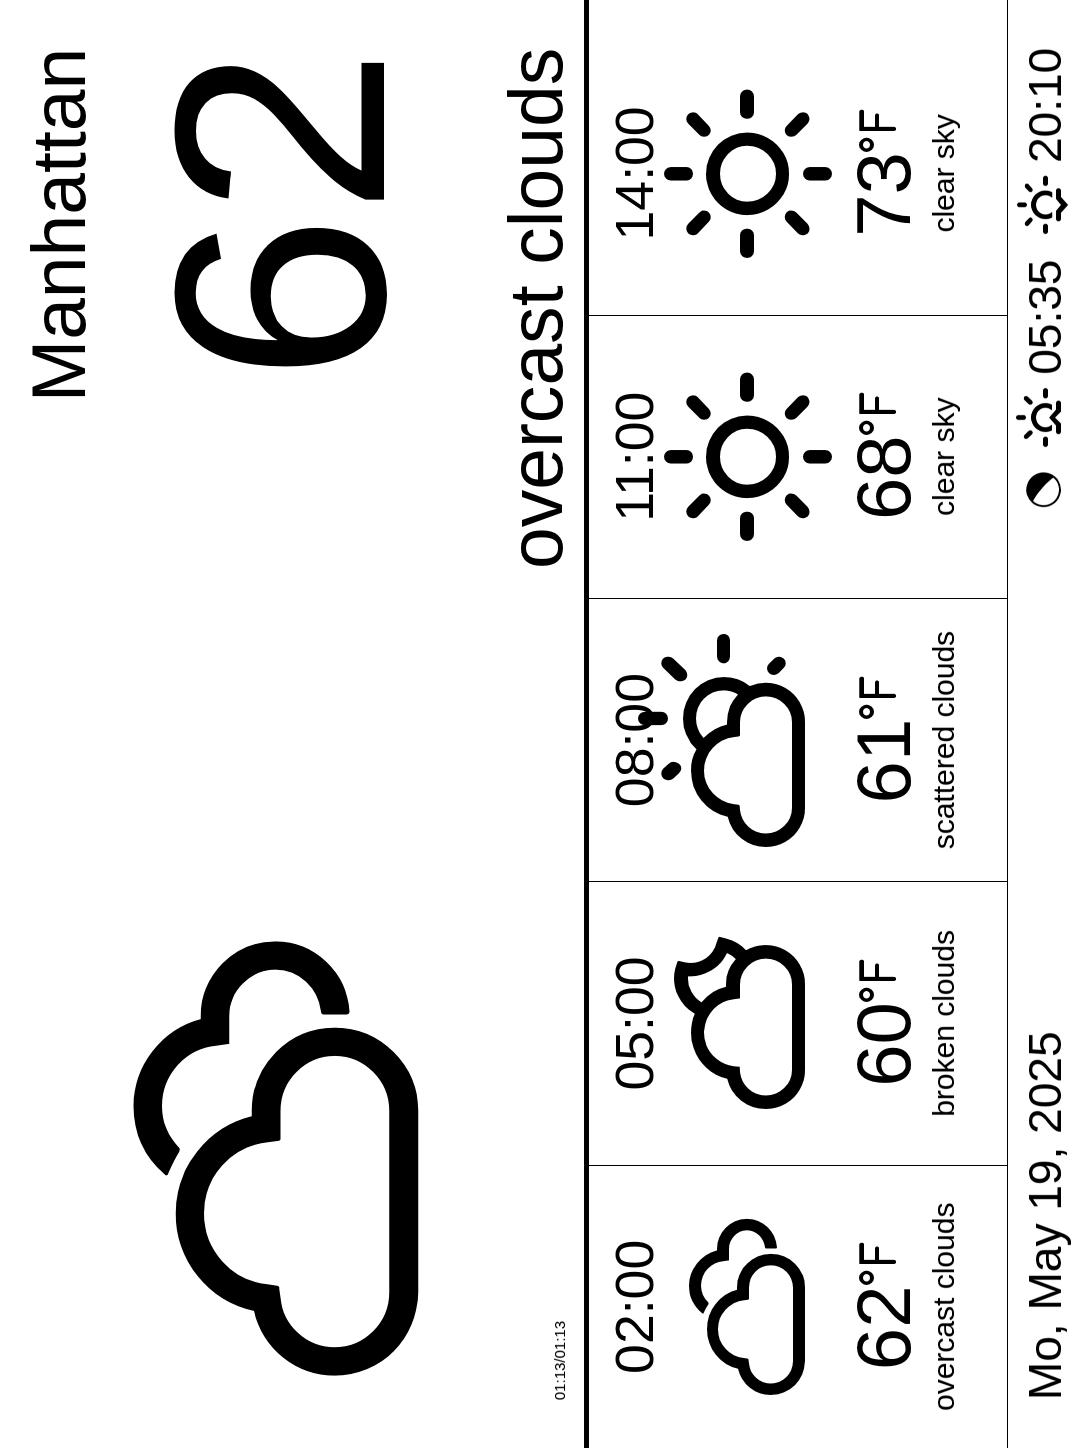 Manhattan
62
overcast clouds
01:13/01:13
02:00 05:00 08:00 11:00 14:00
62°F 60°F 61°F 68°F 73°F
overcast clouds broken clouds scattered clouds clear sky clear sky
Mo, May 19, 2025 05:35 20:10